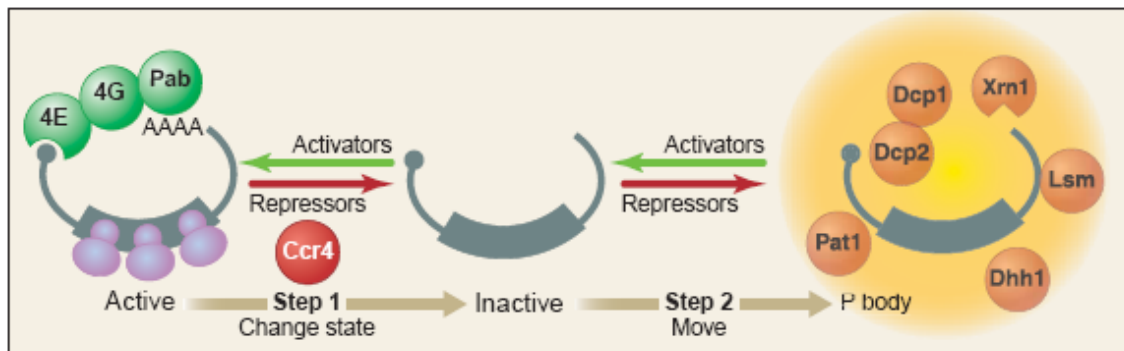 4E
4G
Pab
AAAA
Activators
Repressors
Ccr4
Activators
Repressors
Dcp1
Xrn1
Dcp2
Lsm
Pat1
Dhh1
Active
Step 1
Change state
Inactive
Step 2
Move
P body